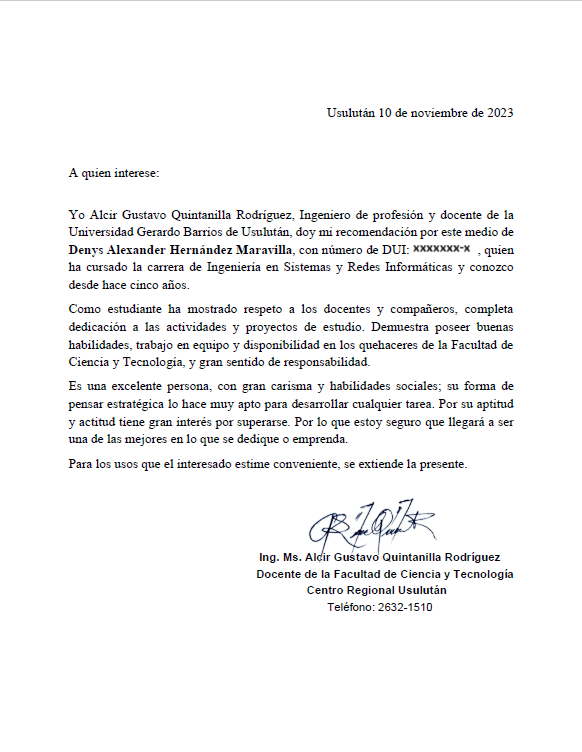 Usulután 10 de noviembre de 2023
A quien interese:
Yo Alcir Gustavo Quintanilla Rodríguez, Ingeniero de profesión y docente de la
Universidad Gerardo Barrios de Usulután, doy mi recomendación por este medio de
Denys Alexander Hernández Maravilla, con número de DUI: xxxxxxx-x , quien
ha cursado la carrera de Ingeniería en Sistemas y Redes Informáticas y conozco
desde hace cinco años.
Como estudiante ha mostrado respeto a los docentes y compañeros, completa
dedicación a las actividades y proyectos de estudio. Demuestra poseer buenas
habilidades, trabajo en equipo y disponibilidad en los quehaceres de la Facultad de
Ciencia y Tecnología, y gran sentido de responsabilidad.
Es una excelente persona, con gran carisma y habilidades sociales; su forma de
pensar estratégica lo hace muy apto para desarrollar cualquier tarea. Por su aptitud
y actitud tiene gran interés por superarse. Por lo que estoy seguro que llegará a ser
una de las mejores en lo que se dedique o emprenda.
Para los usos que el interesado estime conveniente, se extiende la presente.
Ing. Ms. Alcir Gustavo Quintanilla Rodríguez
Docente de la Facultad de Ciencia y Tecnología
Centro Regional Usulután
Teléfono: 2632-1510